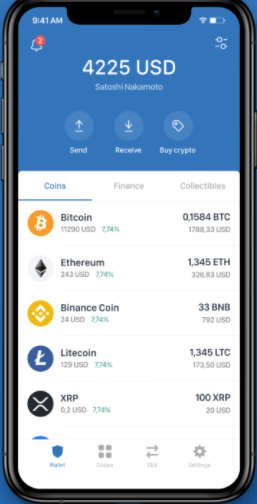 9:41 AM
2
4225 USD
Satoshi Nakamoto
Send Receive Buy crypto
Coins Finance Collectibles
Bitcoin 0,1584 BTC
11290 USD 7,74% 1788,33 USD
Ethereum 1,345 ETH
243 USD 7,74% 326,83 USD
Binance Coin 33 BNB
24 USD 7,74% 792 USD
Litecoin 1,345 LTC
129 USD 7,74% 173,50 USD
XRP 100 XRP
0,2 USD 7,74% 20 USD
Wallet DApps DEX Settings